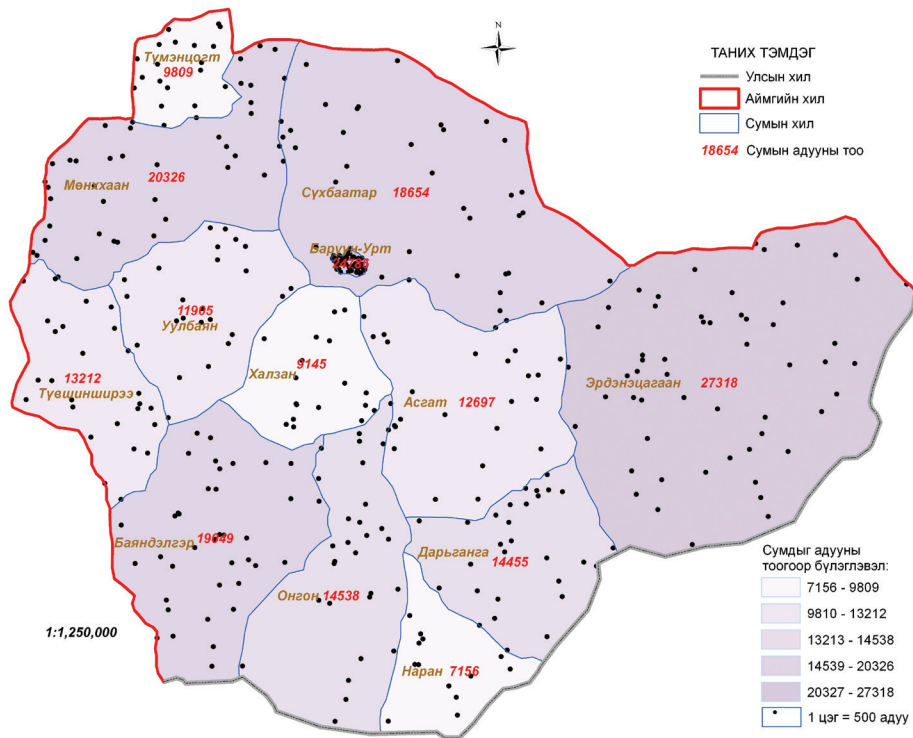 N
ТАНИХ ТЭМДЭГ
Улсын хил
Аймгийн хил
Сумын хил
18654 Сумын адууны тоо
Түмэнцогт
9809
Мөнххаан
20326
Сүхбаатар
18654
Баруун-Урт
24786
11905
Уулбаян
13212
Түвшинширээ
9145
Халзан
Асгат
12697
Эрдэнэцагаан
27318
Баяндэлгэр
19049
Дарьганга
14455
Онгон
14538
Наран
7156
1:1,250,000
Сумдыг адууны
тоогоор бүлэглэвэл:
7156 - 9809
9810 - 13212
13213 - 14538
14539 - 20326
20327 - 27318
1 цэг = 500 адуу